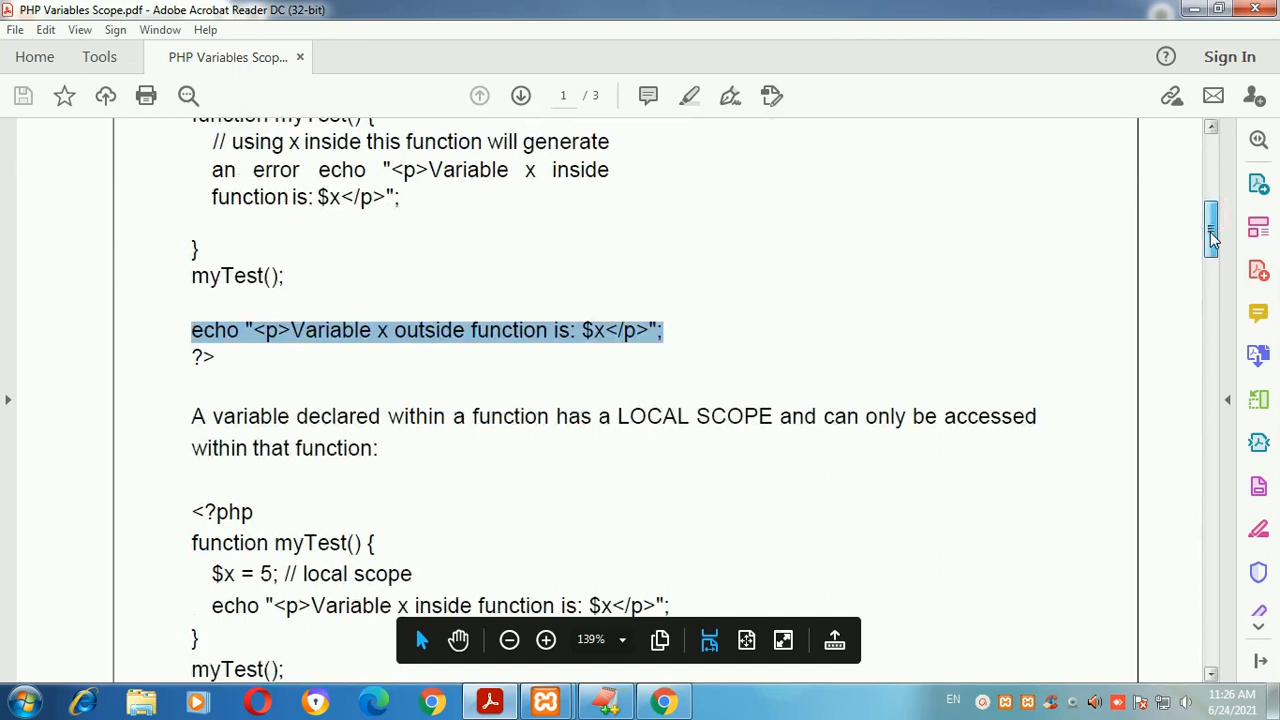 PHP Variables Scope.pdf - Adobe Acrobat Reader DC (32-bit)
File Edit View Sign Window Help
Home Tools PHP Variables Scop... × Sign In
1 / 3
function myTest() {
// using x inside this function will generate
an error echo "<p>Variable x inside
function is: $x</p>";
}
myTest();
echo "<p>Variable x outside function is: $x</p>";
?>
A variable declared within a function has a LOCAL SCOPE and can only be accessed
within that function:
<?php
function myTest() {
$x = 5; // local scope
echo "<p>Variable x inside function is: $x</p>";
}
139%
myTest();
EN
11:26 AM
6/24/2021